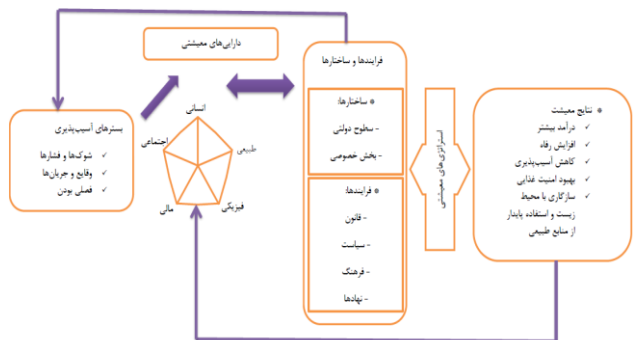 دارایی‌های معیشتی
فرایندها و ساختارها
ساختارها:
- سطوح دولتی
- بخش خصوصی
فرایندها:
- قانون
- سیاست
- فرهنگ
- نهادها
بسترهای آسیب‌پذیری
✓ شوک‌ها و فشارها
✓ وقایع و جریان‌ها
✓ فصلی بودن
انسانی
اجتماعی
طبیعی
مالی
فیزیکی
استراتژی‌های معیشتی
نتایج معیشت
✓ درآمد بیشتر
✓ افزایش رفاه
✓ کاهش آسیب‌پذیری
✓ بهبود امنیت غذایی
✓ سازگاری با محیط
زیست و استفاده پایدار
از منابع طبیعی